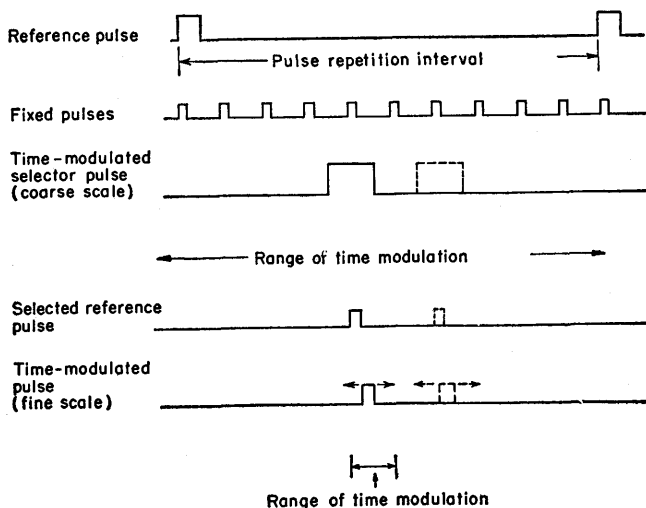 Reference pulse
Pulse repetition interval
Fixed pulses
Time-modulated
selector pulse
(coarse scale)
Range of time modulation
Selected reference
pulse
Time-modulated
pulse
(fine scale)
Range of time modulation